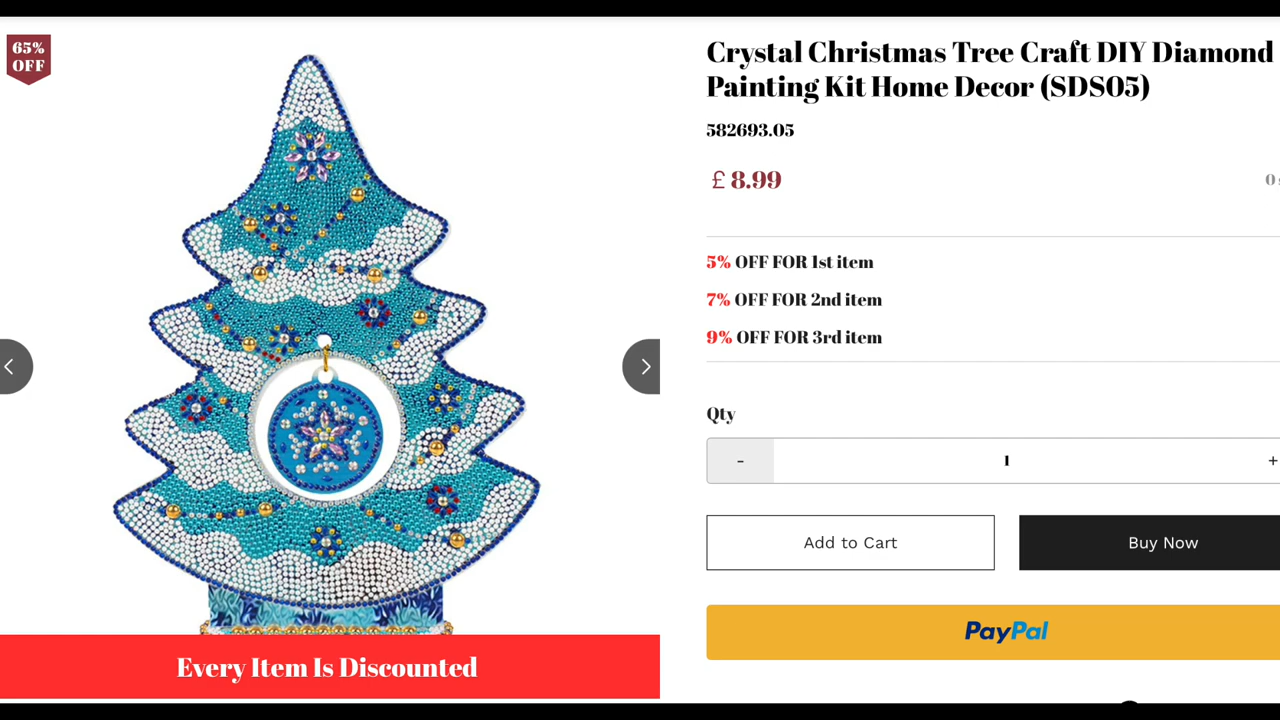 65%
OFF
Crystal Christmas Tree Craft DIY Diamond
Painting Kit Home Decor (SDS05)
582693.05
£ 8.99
0
5% OFF FOR 1st item
7% OFF FOR 2nd item
9% OFF FOR 3rd item
Qty
- 1 +
Add to Cart
Buy Now
PayPal
Every Item Is Discounted